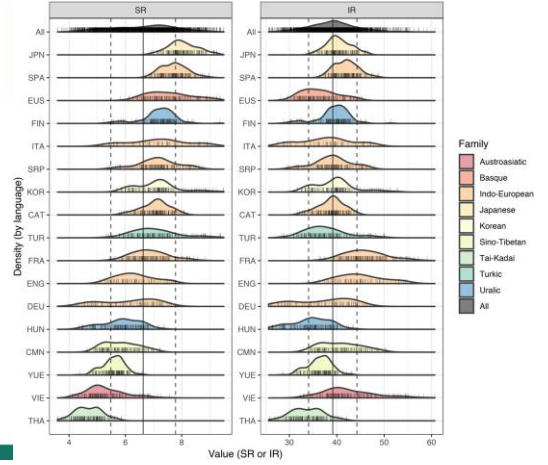 SR
IR
All
JPN
SPA
EUS
FIN
ITA
SRP
KOR
CAT
TUR
FRA
ENG
DEU
HUN
CMN
YUE
VIE
THA
Density (by language)
All
JPN
SPA
EUS
FIN
ITA
SRP
KOR
CAT
TUR
FRA
ENG
DEU
HUN
CMN
YUE
VIE
THA
4 6 8
30 40 50 60
Value (SR or IR)
Family
Austroasiatic
Basque
Indo-European
Japanese
Korean
Sino-Tibetan
Tai-Kadai
Turkic
Uralic
All